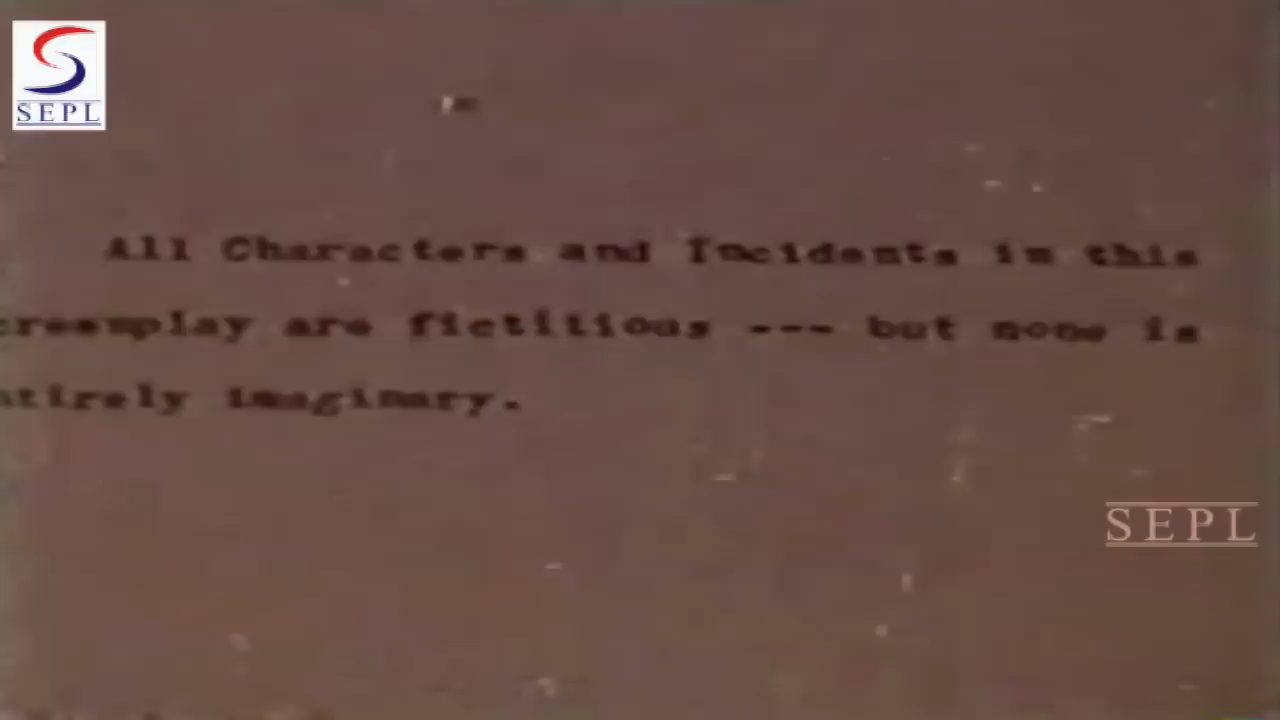 SEPL
All Characters and Incidents in this
creenplay are fictitious --- but none is
ntirely imaginary.
SEPL